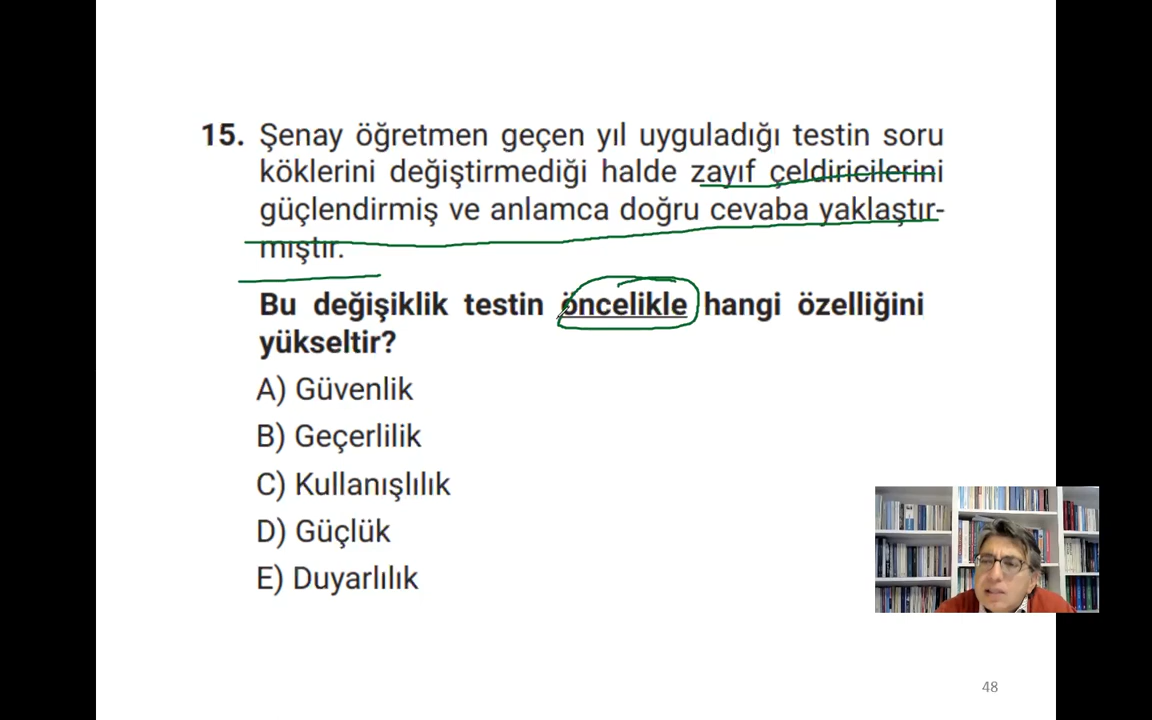 15. Şenay öğretmen geçen yıl uyguladığı testin soru
köklerini değiştirmediği halde zayıf çeldiricilerini
güçlendirmiş ve anlamca doğru cevaba yaklaştır-
mıştır.
Bu değişiklik testin öncelikle hangi özelliğini
yükseltir?
A) Güvenlik
B) Geçerlilik
C) Kullanışlılık
D) Güçlük
E) Duyarlılık
48